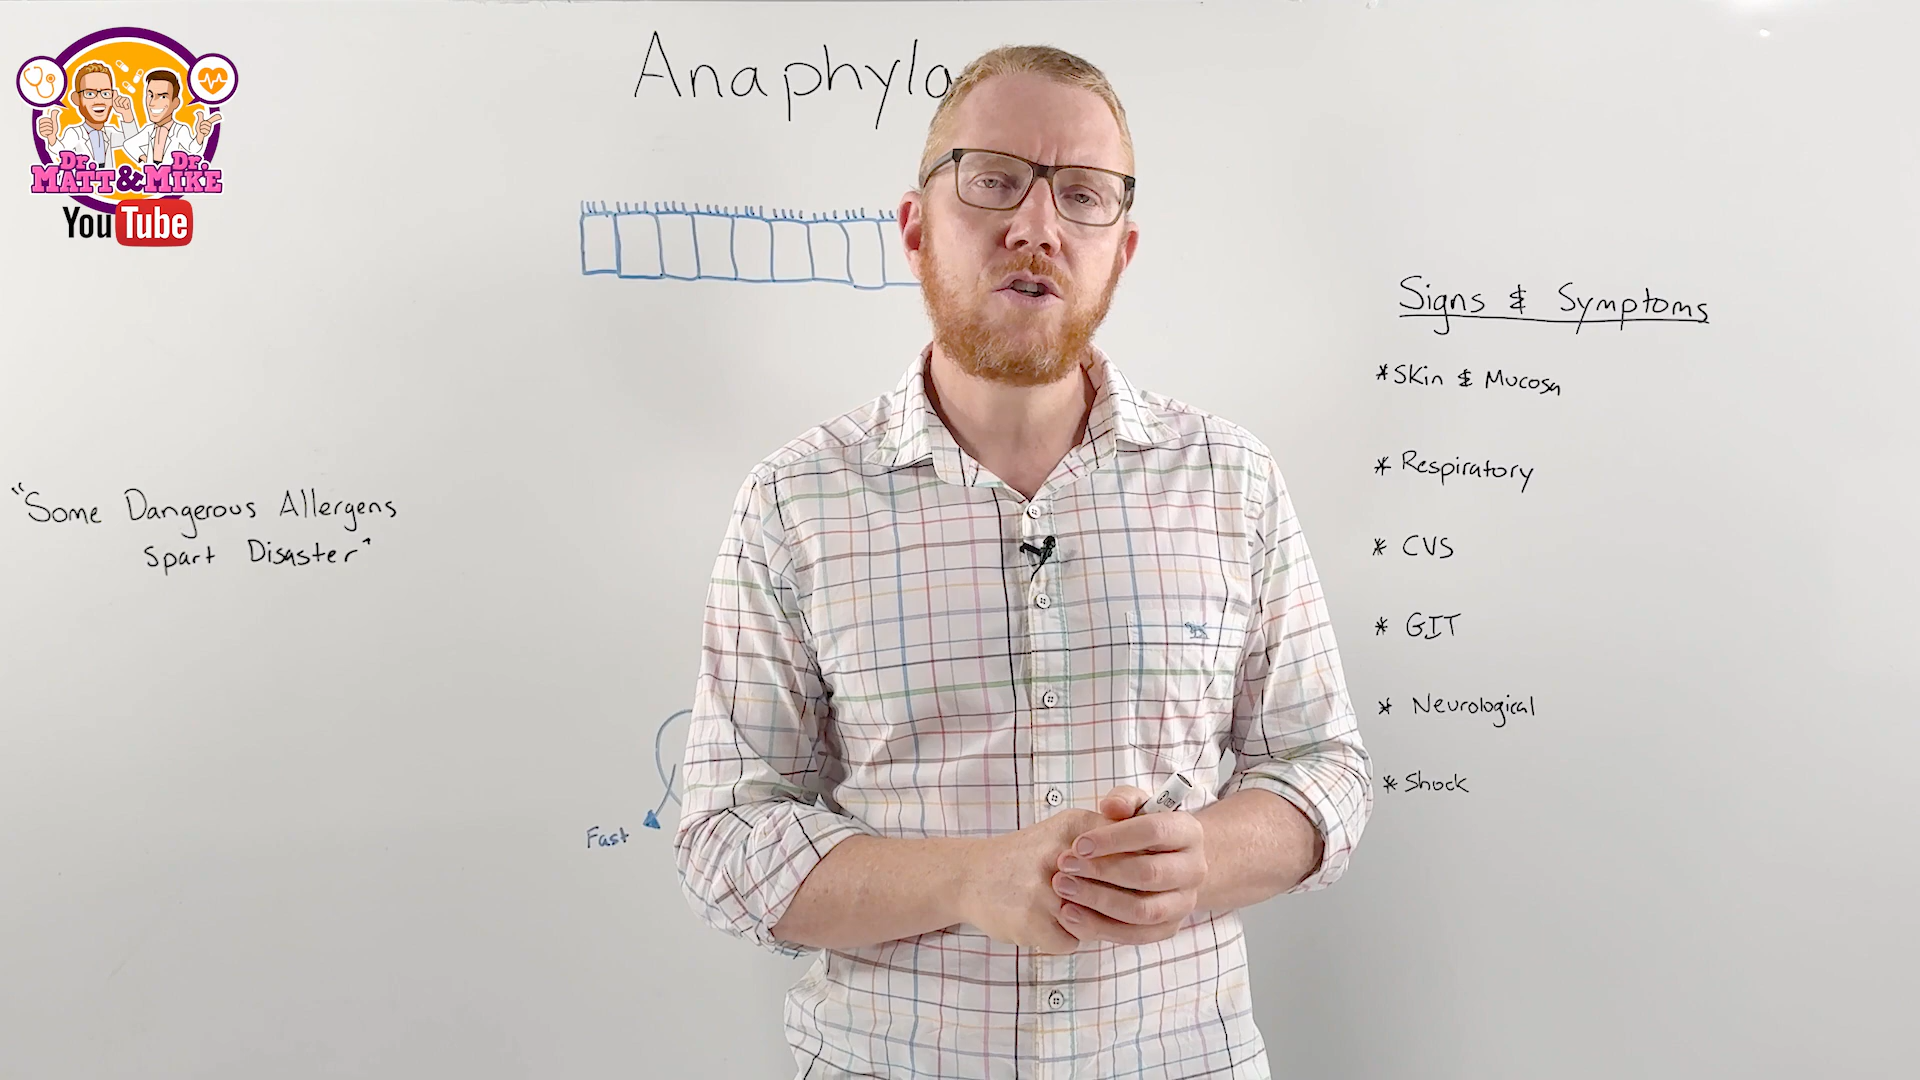 Dr. Dr.
MATT & MIKE
YouTube
Anaphyla
"Some Dangerous Allergens
spart Disaster"
Fast
Signs & Symptoms
* Skin & Mucosa
* Respiratory
* CVS
* GIT
* Neurological
* Shock